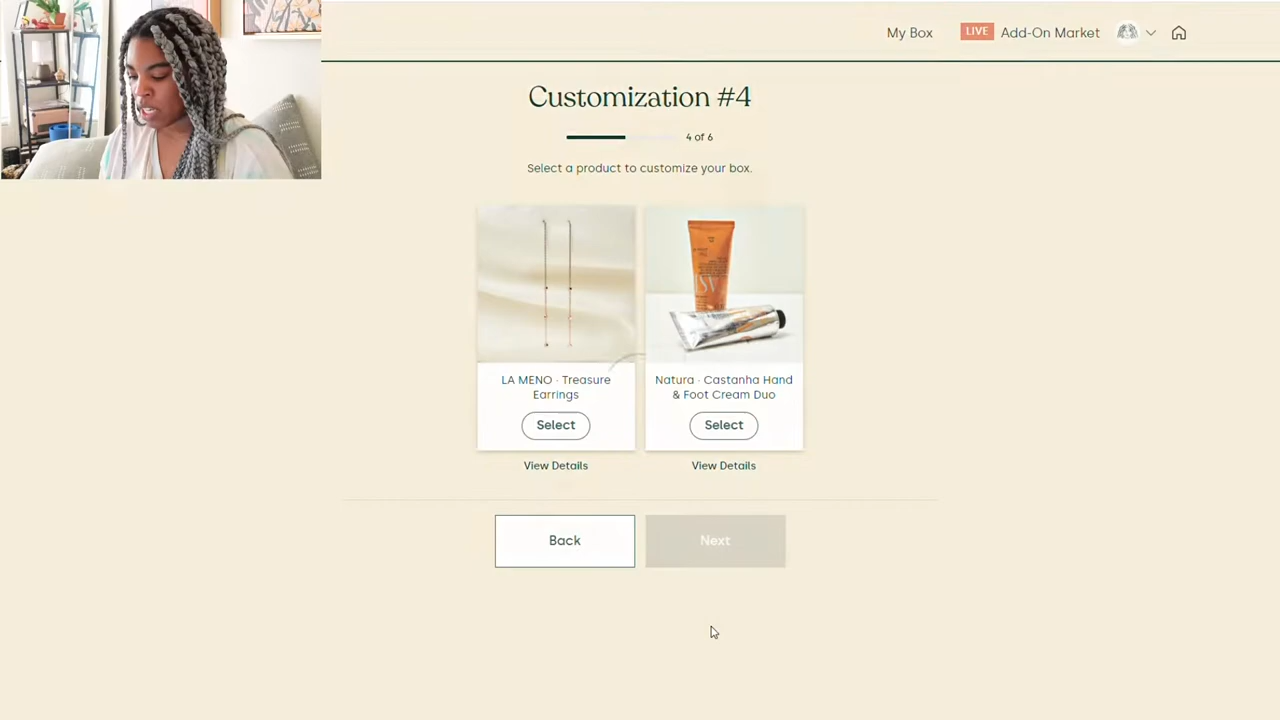 My Box
LIVE
Add-On Market
Customization #4
4 of 6
Select a product to customize your box.
LA MENO · Treasure
Earrings
Select
View Details
Natura · Castanha Hand
& Foot Cream Duo
Select
View Details
Back
Next